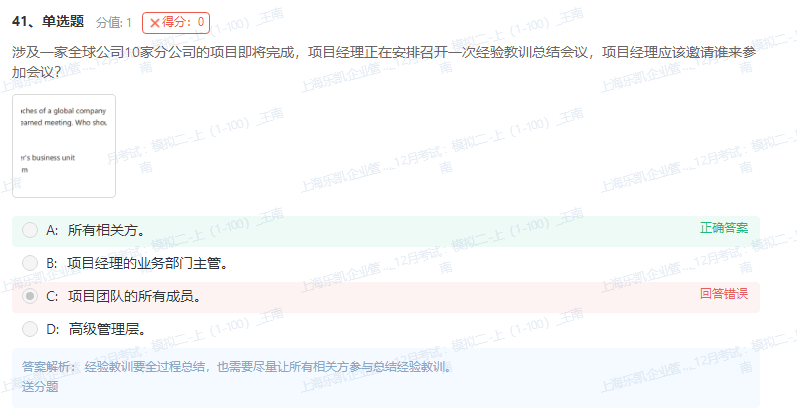 41、单选题 分值: 1 ✕得分：0
涉及一家全球公司10家分公司的项目即将完成，项目经理正在安排召开一次经验教训总结会议，项目经理应该邀请谁来参
加会议?
aches of a global company
earned meeting. Who shou
er's business unit
m
A: 所有相关方。 正确答案
B: 项目经理的业务部门主管。
C: 项目团队的所有成员。 回答错误
D: 高级管理层。
答案解析： 经验教训要全过程总结，也需要尽量让所有相关方参与总结经验教训。
送分题
上海乐凯企业管..._12月考试：模拟二-上（1-100）_王南
南